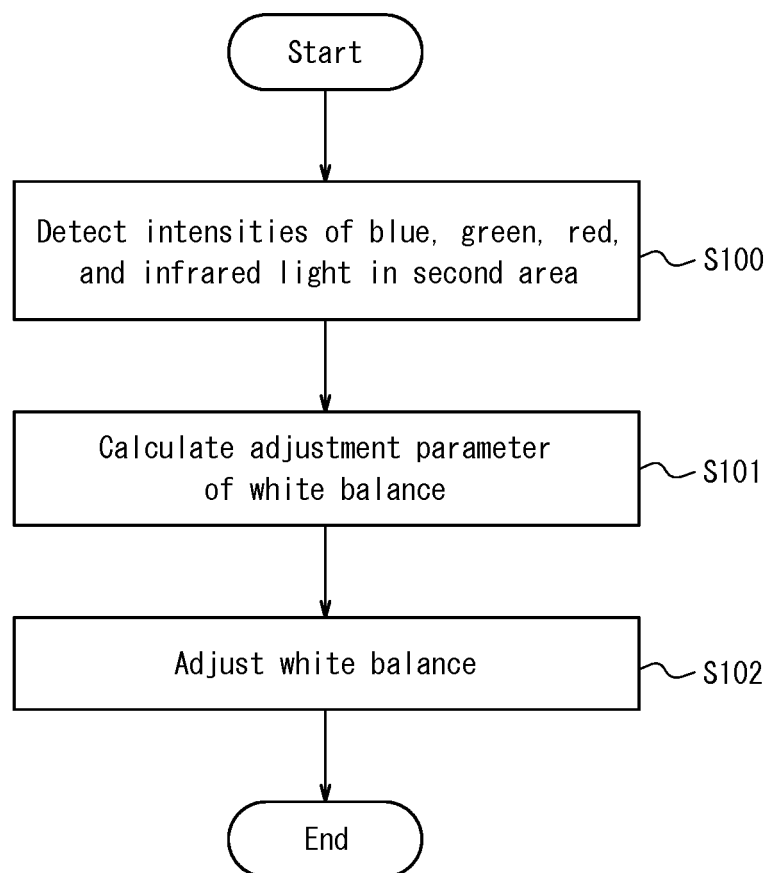 Start
Detect intensities of blue, green, red,
and infrared light in second area
S100
Calculate adjustment parameter
of white balance
S101
Adjust white balance
S102
End